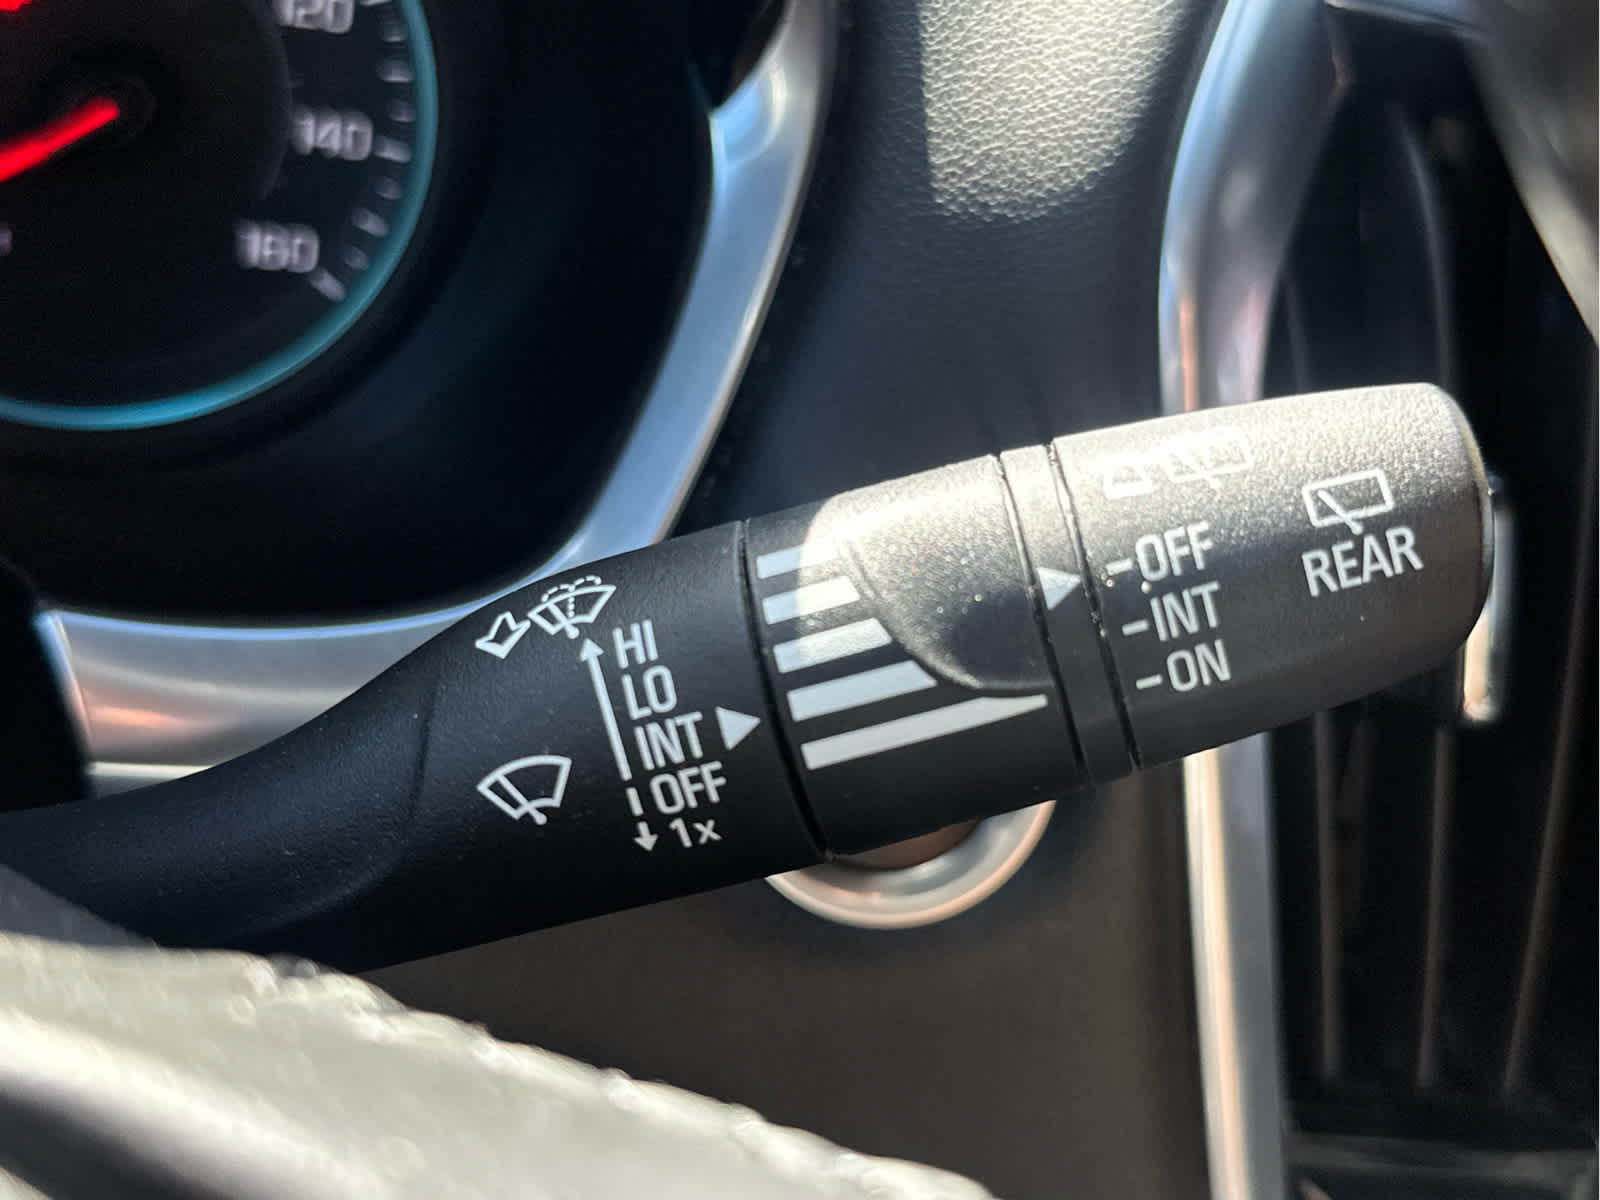 120
140
160
HI
LO
INT
OFF
1x
-OFF
-INT
-ON
REAR